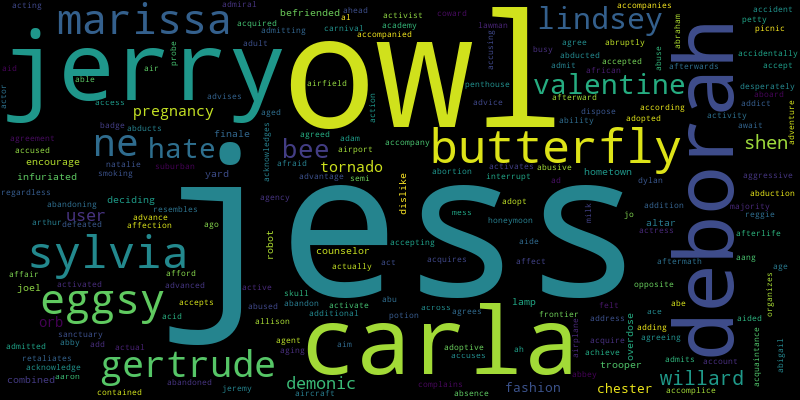 acting
admiral
accompanies
marissa
acquired
befriended
al
ahead
activist
coward
lawman
lindsey
accident
petty
picnic
admitting
carnival
academy
accompanied
accusing
busy
agree
abruptly
abuse
abraham
jerry
owl
deborah
adult
probe
abducted
afterwards
accidentally
admit
accepted
accept
aid
able
air
airfield
penthouse
african
valentine
desperately
aboard
actor
access
advises
action
advice
afterward
according
addict
adventure
pregnancy
aged
dispose
adopted
activity
ability
await
agreement
badge
abducts
finale
acknowledges
agreed
adam
accompany
butterfly
shen
ne
hate
bee
airport
accused
natalie
suburban
afraid
tornado
abortion
activates
abusive
hometown
encourage
smoking
yard
advantage
interrupt
aggressive
infuriated
semi
dislike
ad
dylan
abduction
regardless
deciding
jess
agency
adopt
addition
majority
abandoning
resembles
user
advance
mess
honeymoon
milk
jo
reggie
arthur
defeated
affection
ago
robot
actress
altar
afterlife
sylvia
counselor
accepting
aide
affair
actually
act
acquires
affect
aftermath
aang
age
joel
afford
activated
advanced
active
skull
abu
opposite
organizes
eggsy
accepts
abused
abandon
activate
across
lamp
abe
ace
aided
orb
acid
additional
potion
agrees
frontier
felt
address
adding
overdose
acquaintance
abigail
sanctuary
allison
carla
airplane
agreeing
admitted
abby
add
actual
agent
aim
adoptive
ah
acquire
retaliates
aging
accuses
achieve
admits
acknowledge
gertrude
trooper
account
aaron
abbey
willard
combined
abandoned
jeremy
demonic
complains
fashion
chester
accomplice
contained
aircraft
absence